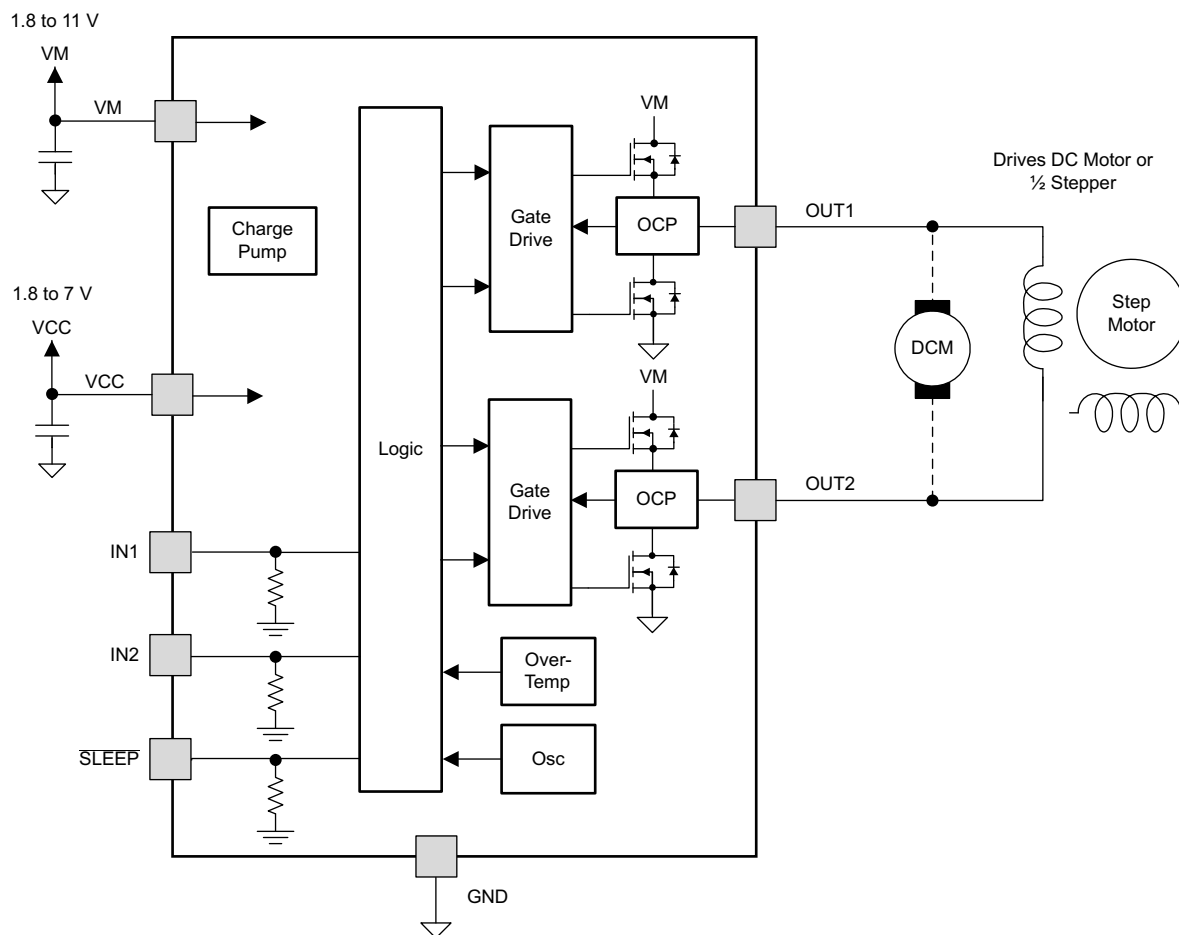 1.8 to 11 V
VM
VM
Charge
Pump
1.8 to 7 V
VCC
VCC
IN1
IN2
SLEEP
Logic
Gate
Drive
VM
OCP
OUT1
Gate
Drive
VM
OCP
OUT2
Over-
Temp
Osc
GND
Drives DC Motor or
½ Stepper
DCM
Step
Motor